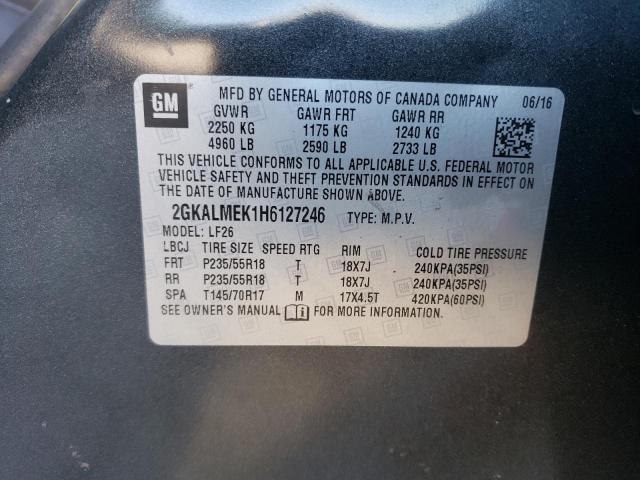 GM
MFD BY GENERAL MOTORS OF CANADA COMPANY 06/16
GVWR GAWR FRT GAWR RR
2250 KG 1175 KG 1240 KG
4960 LB 2590 LB 2733 LB
THIS VEHICLE CONFORMS TO ALL APPLICABLE U.S. FEDERAL MOTOR
VEHICLE SAFETY AND THEFT PREVENTION STANDARDS IN EFFECT ON
THE DATE OF MANUFACTURE SHOWN ABOVE.
2GKALMEK1H6127246 TYPE: M.P.V.
MODEL: LF26
LBCJ TIRE SIZE SPEED RTG RIM COLD TIRE PRESSURE
FRT P235/55R18 T 18X7J 240KPA(35PSI)
RR P235/55R18 T 18X7J 240KPA(35PSI)
SPA T145/70R17 M 17X4.5T 420KPA(60PSI)
SEE OWNER'S MANUAL FOR MORE INFORMATION.